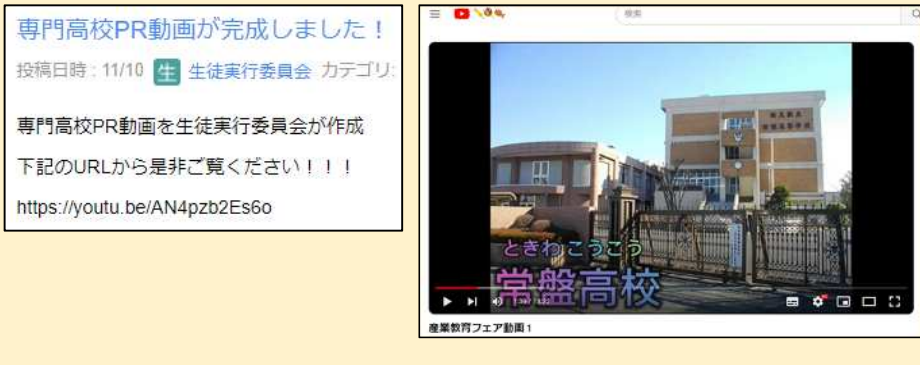 専門高校PR動画が完成しました！
投稿日時 : 11/10 生 生徒実行委員会 カテゴリ:
専門高校PR動画を生徒実行委員会が作成
下記のURLから是非ご覧ください！！！
https://youtu.be/AN4pzb2Es6o
検索
ときわこうこう
常盤高校
産業教育フェア動画1